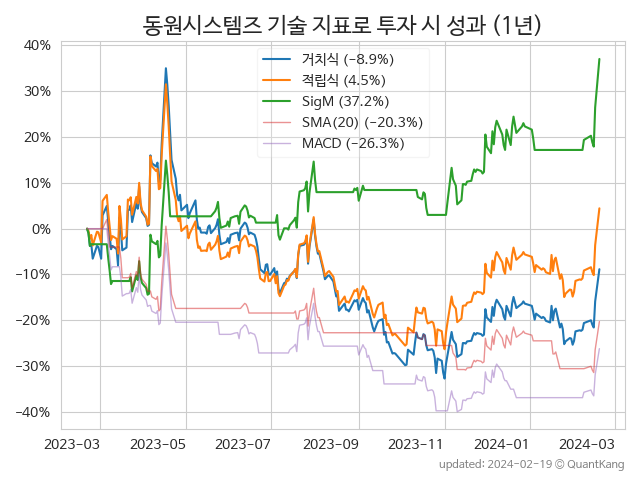 동원시스템즈 기술 지표로 투자 시 성과 (1년)
거치식 (−8.9%)
적립식 (4.5%)
SigM (37.2%)
SMA(20) (−20.3%)
MACD (−26.3%)
40%
30%
20%
10%
0%
−10%
−20%
−30%
−40%
2023-03 2023-05 2023-07 2023-09 2023-11 2024-01 2024-03
updated: 2024-02-19 © QuantKang